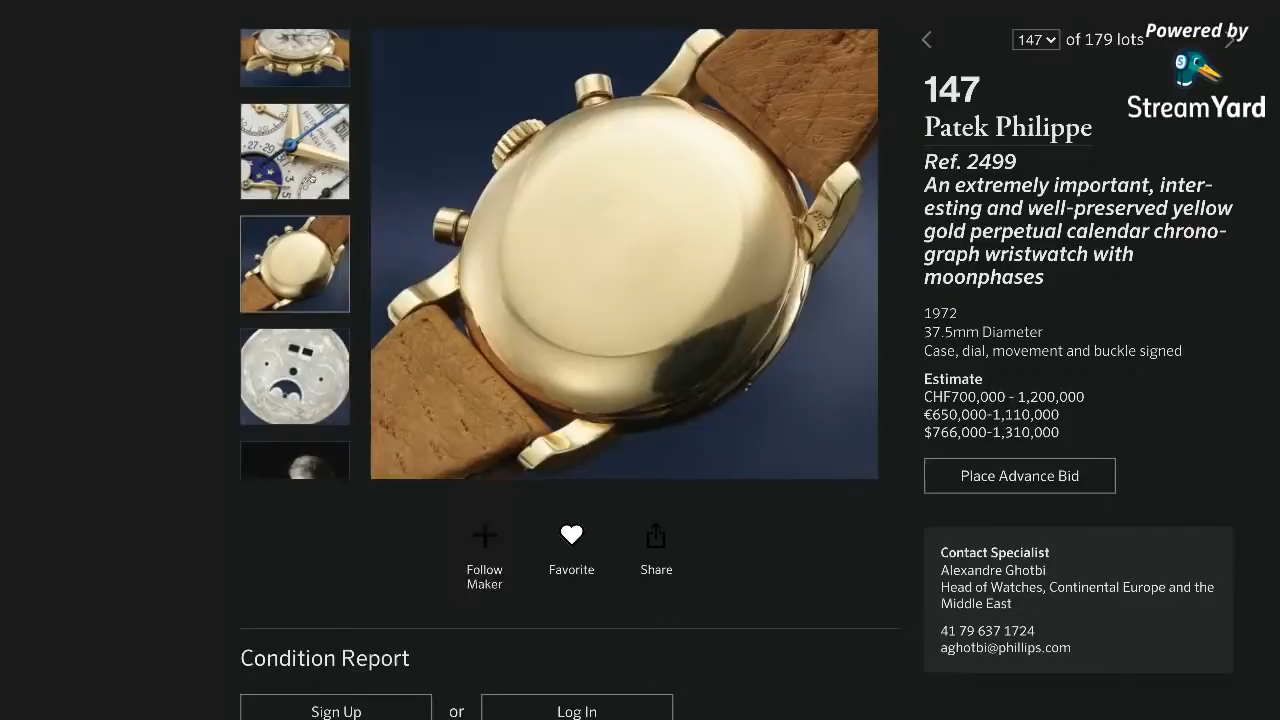 147 of 179 lots
Powered by
StreamYard
147
Patek Philippe
Ref. 2499
An extremely important, inter-
esting and well-preserved yellow
gold perpetual calendar chrono-
graph wristwatch with
moonphases
1972
37.5mm Diameter
Case, dial, movement and buckle signed
Estimate
CHF700,000 - 1,200,000
€650,000-1,110,000
$766,000-1,310,000
Place Advance Bid
Follow
Maker
Favorite
Share
Contact Specialist
Alexandre Ghotbi
Head of Watches, Continental Europe and the
Middle East
41 79 637 1724
aghotbi@phillips.com
Condition Report
Sign Up or Log In